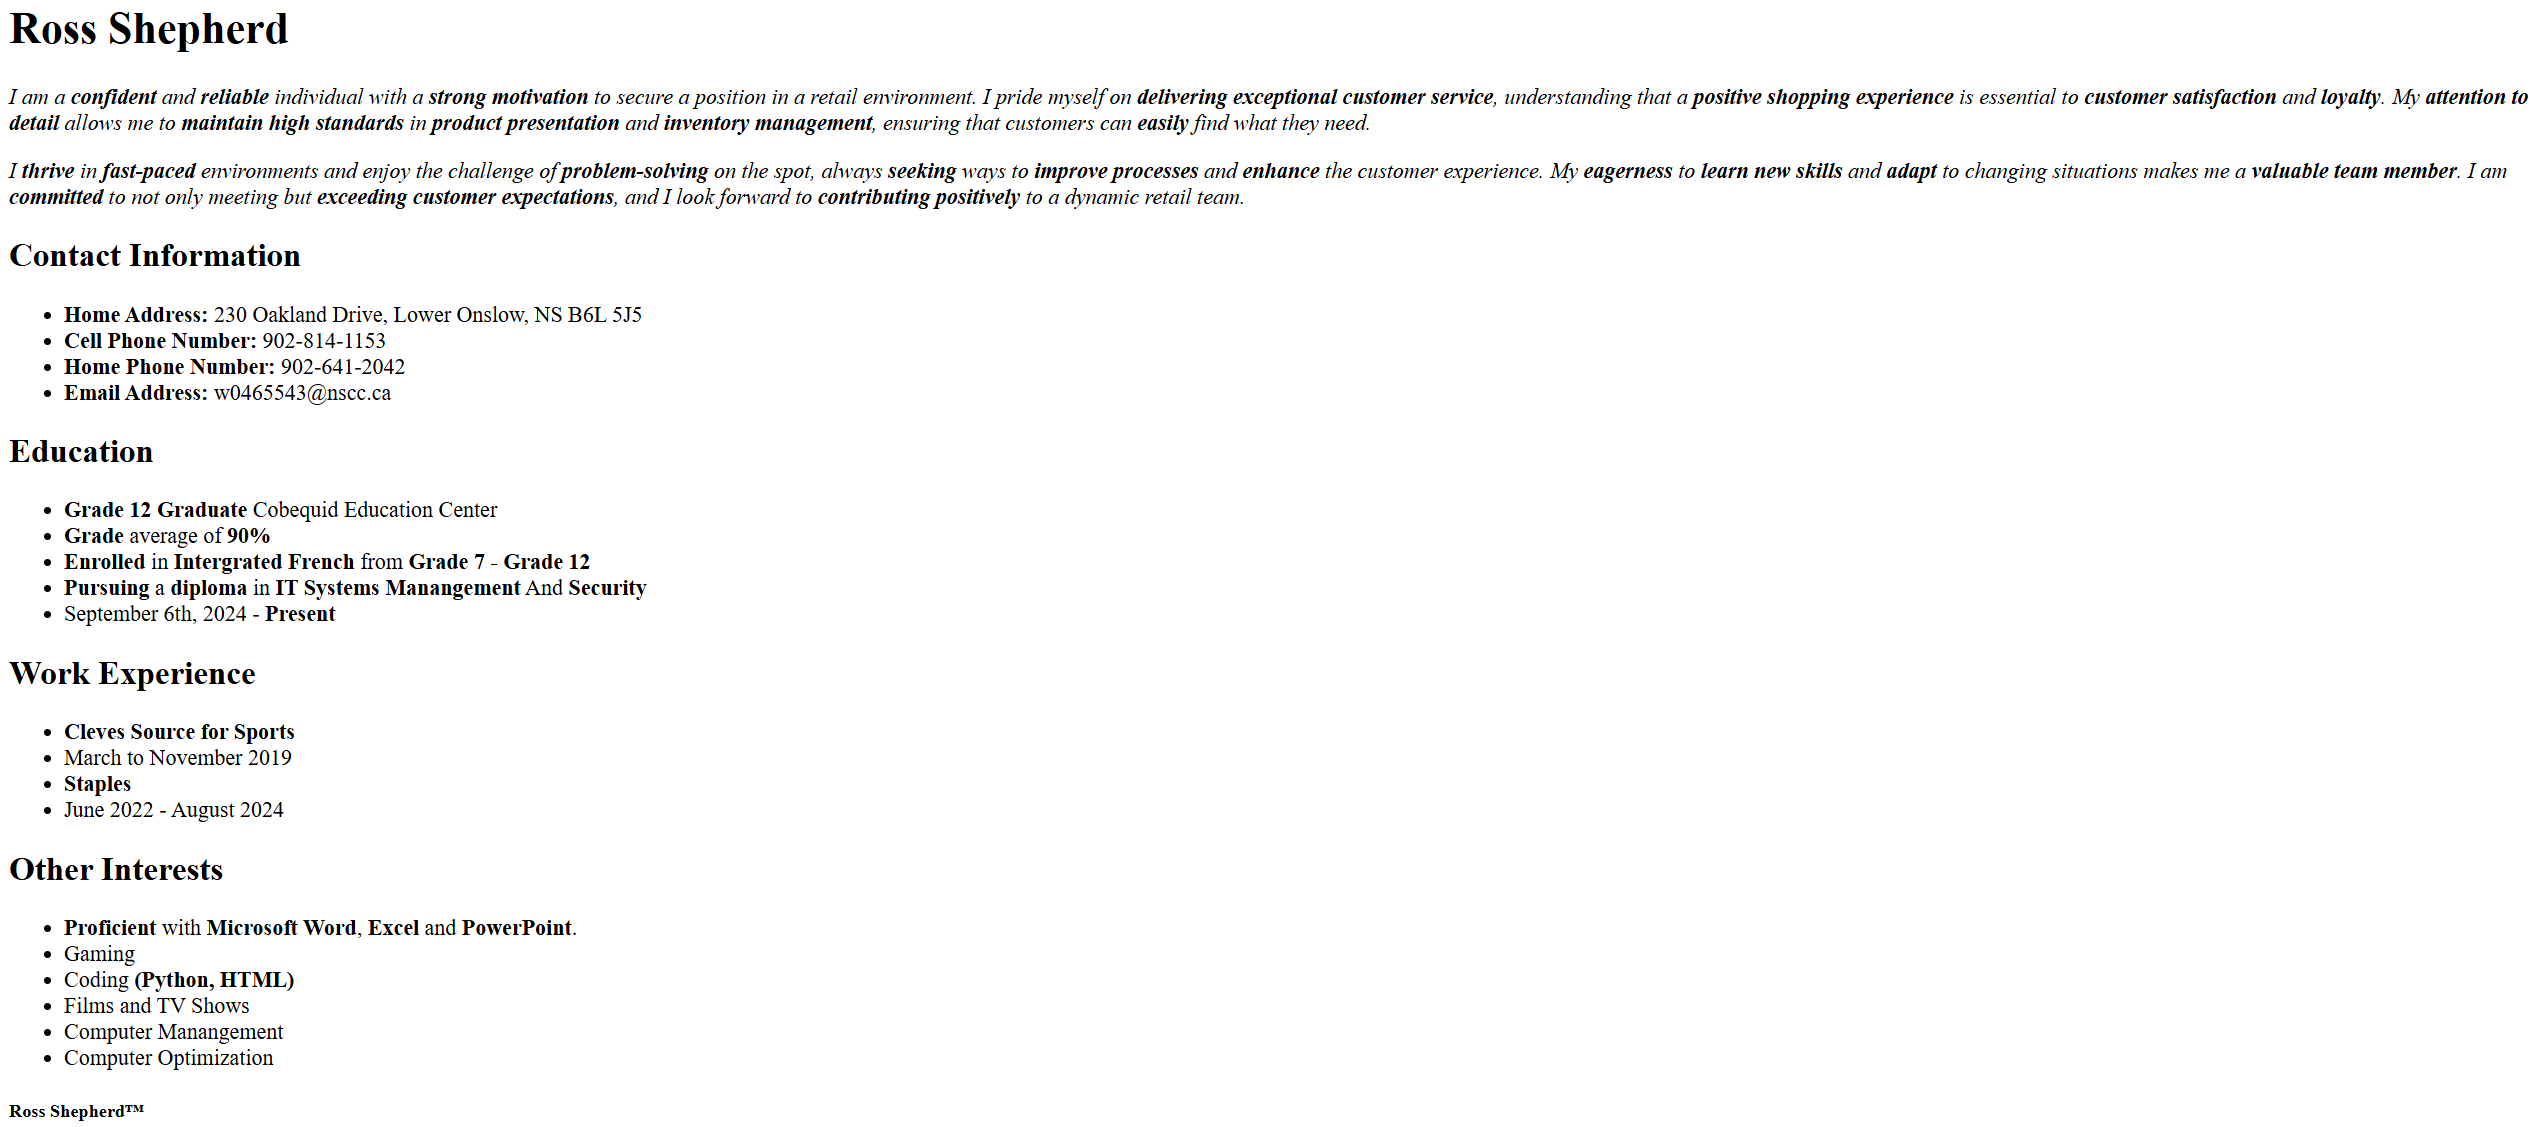 Ross Shepherd
I am a confident and reliable individual with a strong motivation to secure a position in a retail environment. I pride myself on delivering exceptional customer service, understanding that a positive shopping experience is essential to customer satisfaction and loyalty. My attention to
detail allows me to maintain high standards in product presentation and inventory management, ensuring that customers can easily find what they need.
I thrive in fast-paced environments and enjoy the challenge of problem-solving on the spot, always seeking ways to improve processes and enhance the customer experience. My eagerness to learn new skills and adapt to changing situations makes me a valuable team member. I am
committed to not only meeting but exceeding customer expectations, and I look forward to contributing positively to a dynamic retail team.
Contact Information
• Home Address: 230 Oakland Drive, Lower Onslow, NS B6L 5J5
• Cell Phone Number: 902-814-1153
• Home Phone Number: 902-641-2042
• Email Address: w0465543@nscc.ca
Education
• Grade 12 Graduate Cobequid Education Center
• Grade average of 90%
• Enrolled in Intergrated French from Grade 7 - Grade 12
• Pursuing a diploma in IT Systems Manangement And Security
• September 6th, 2024 - Present
Work Experience
• Cleves Source for Sports
• March to November 2019
• Staples
• June 2022 - August 2024
Other Interests
• Proficient with Microsoft Word, Excel and PowerPoint.
• Gaming
• Coding (Python, HTML)
• Films and TV Shows
• Computer Manangement
• Computer Optimization
Ross Shepherd™